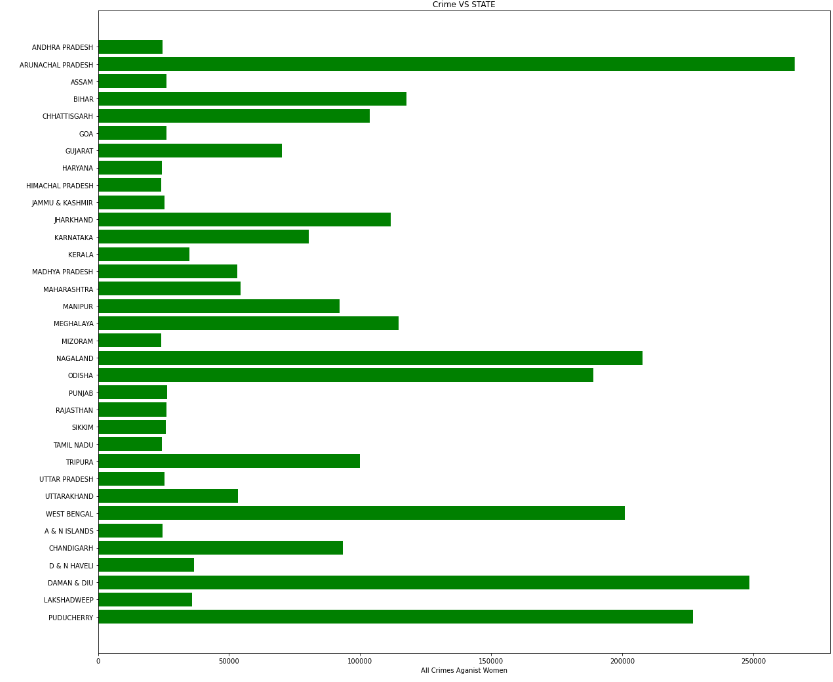 Crime VS STATE
ANDHRA PRADESH
ARUNACHAL PRADESH
ASSAM
BIHAR
CHHATTISGARH
GOA
GUJARAT
HARYANA
HIMACHAL PRADESH
JAMMU & KASHMIR
JHARKHAND
KARNATAKA
KERALA
MADHYA PRADESH
MAHARASHTRA
MANIPUR
MEGHALAYA
MIZORAM
NAGALAND
ODISHA
PUNJAB
RAJASTHAN
SIKKIM
TAMIL NADU
TRIPURA
UTTAR PRADESH
UTTARAKHAND
WEST BENGAL
A & N ISLANDS
CHANDIGARH
D & N HAVELI
DAMAN & DIU
LAKSHADWEEP
PUDUCHERRY
0 50000 100000 150000 200000 250000
All Crimes Aganist Women